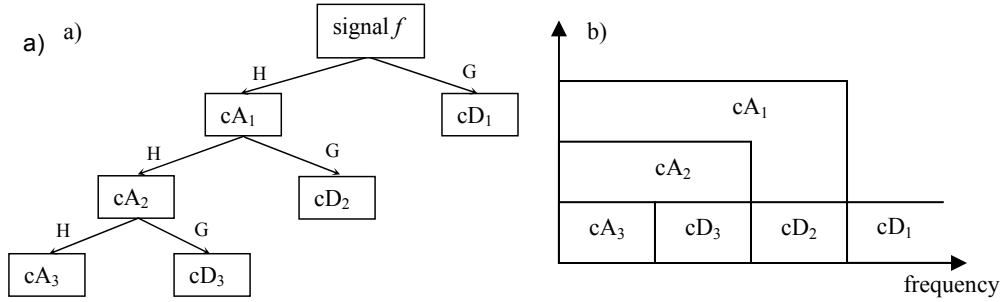 a)
a)
signal f
H
G
cA₁
cD₁
H
G
cA₂
cD₂
H
G
cA₃
cD₃
b)
cA₁
cA₂
cA₃ cD₃ cD₂ cD₁
frequency